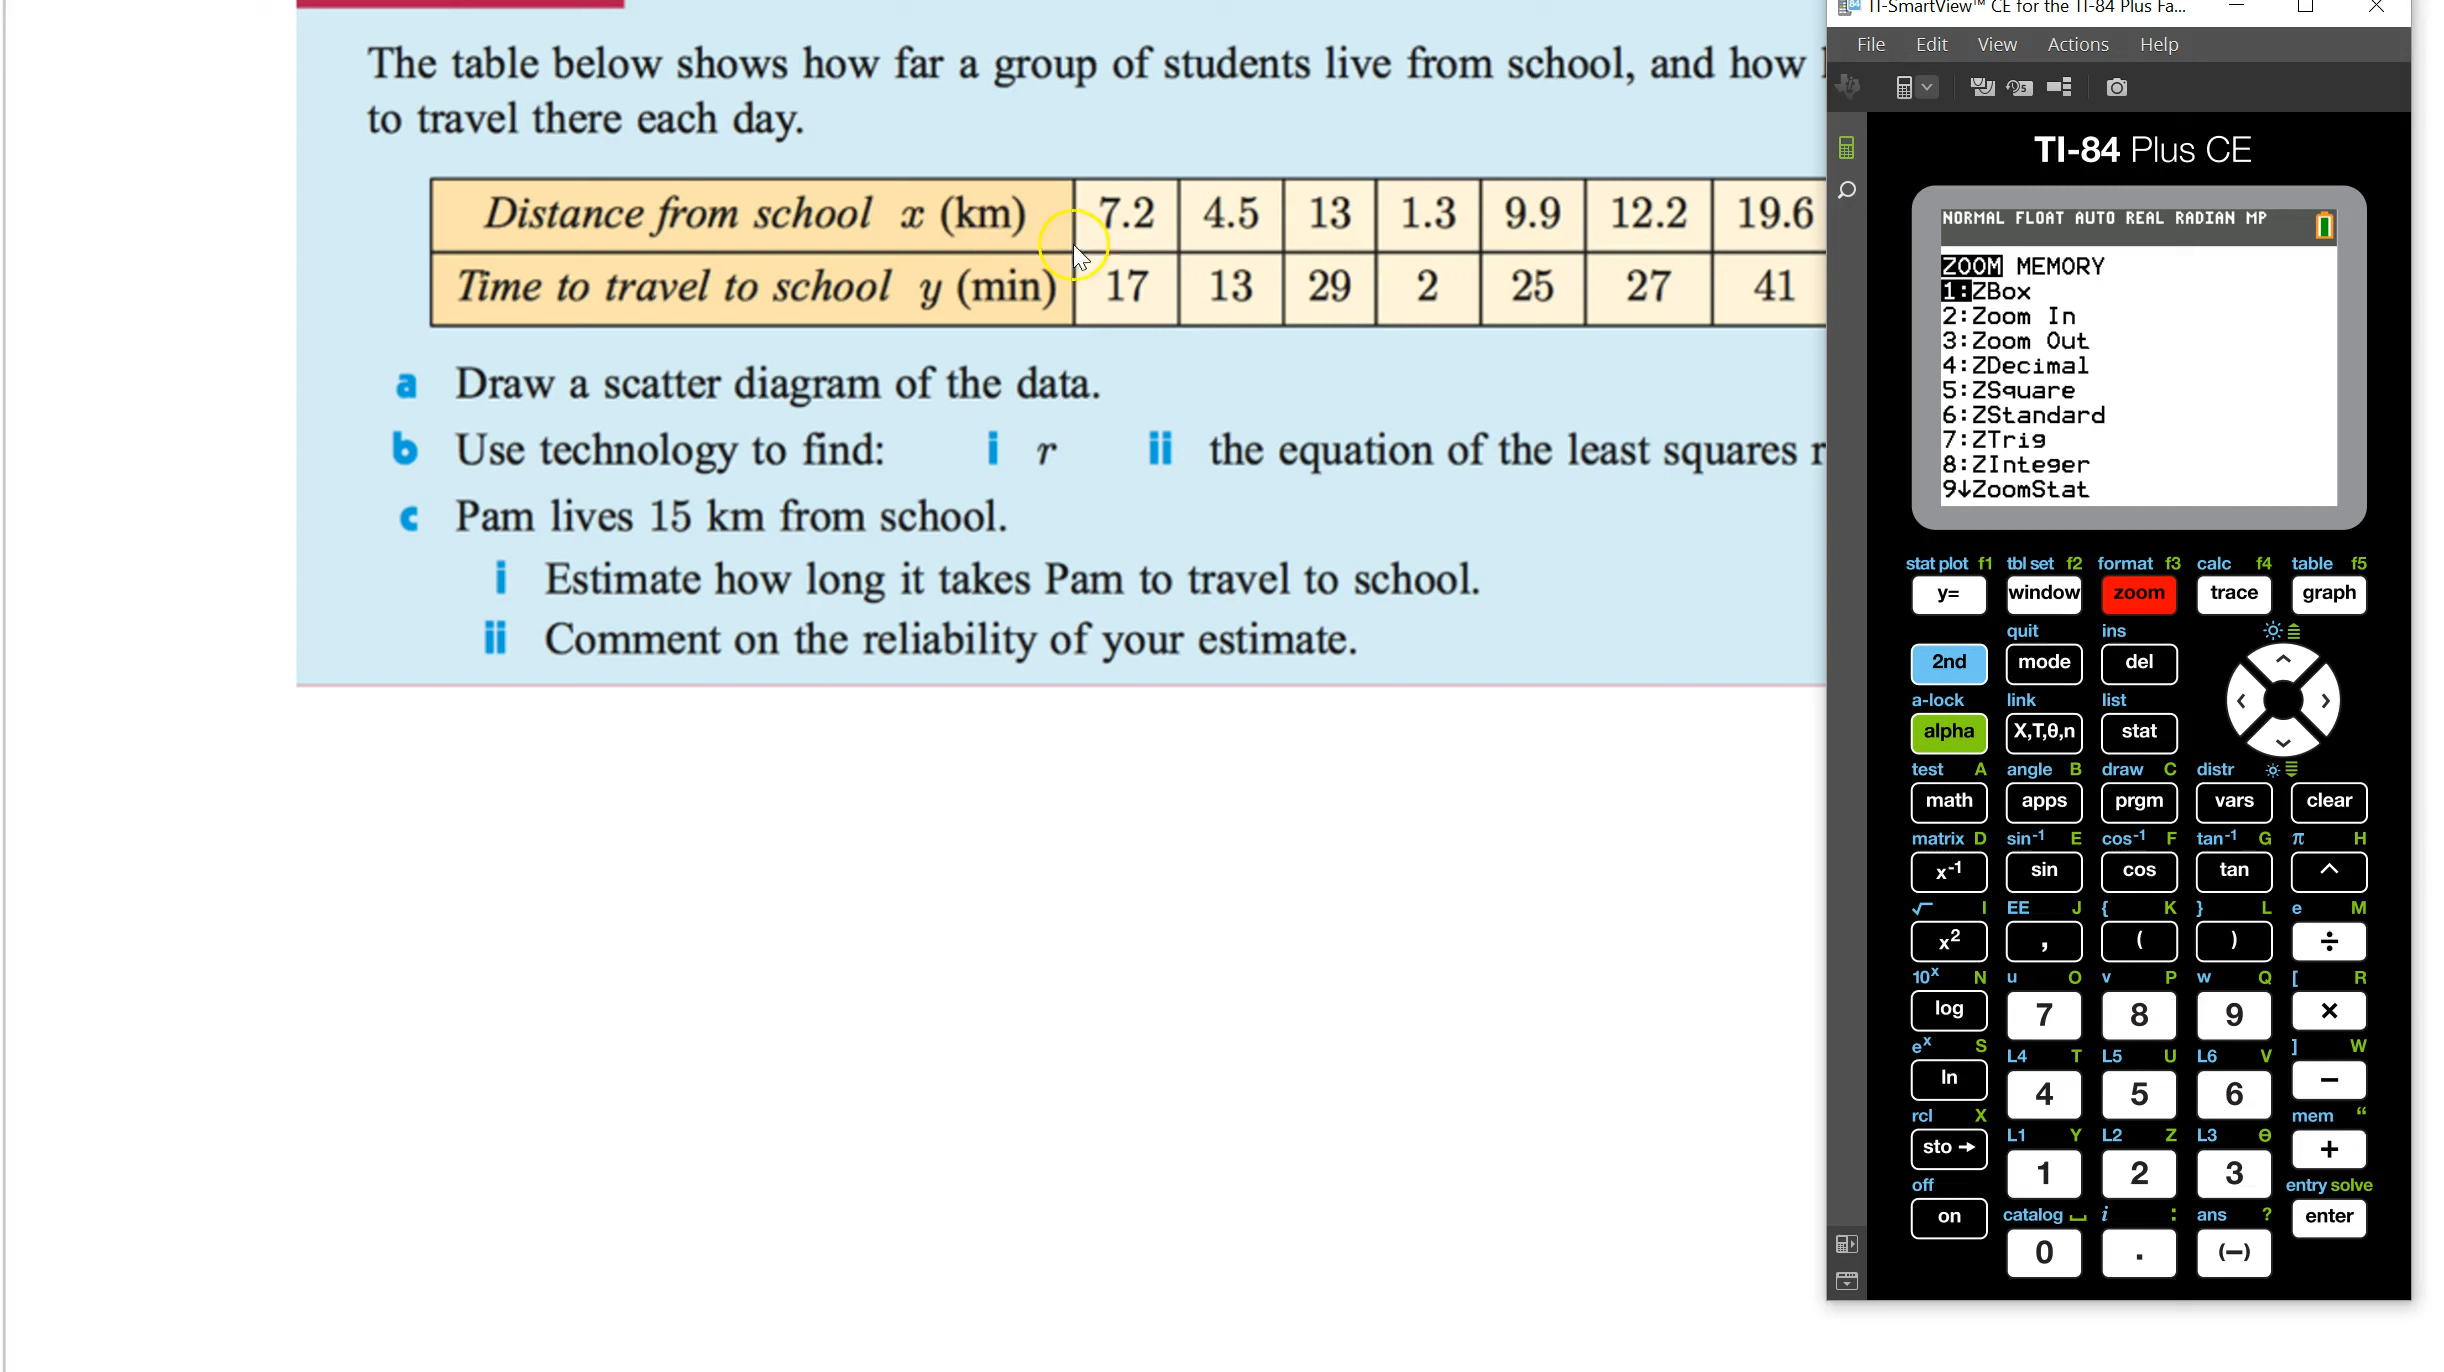 TI-SmartView™ CE for the TI-84 Plus Fa...
File Edit View Actions Help
The table below shows how far a group of students live from school, and how
to travel there each day.
Distance from school x (km) 7.2 4.5 13 1.3 9.9 12.2 19.6
Time to travel to school y (min) 17 13 29 2 25 27 41
a Draw a scatter diagram of the data.
b Use technology to find: i r ii the equation of the least squares r
c Pam lives 15 km from school.
i Estimate how long it takes Pam to travel to school.
ii Comment on the reliability of your estimate.
TI-84 Plus CE
NORMAL FLOAT AUTO REAL RADIAN MP
ZOOM MEMORY
1:ZBox
2:Zoom In
3:Zoom Out
4:ZDecimal
5:ZSquare
6:ZStandard
7:ZTrig
8:ZInteger
9↓ZoomStat
stat plot f1 tbl set f2 format f3 calc f4 table f5
y= window zoom trace graph
quit ins
2nd mode del
a-lock link list
alpha X,T,θ,n stat
test A angle B draw C distr
math apps prgm vars clear
matrix D sin-1 E cos-1 F tan-1 G π H
x-1 sin cos tan ^
√ I EE J { K } L e M
x2 , ( ) ÷
10x N u O v P w Q [ R
log 7 8 9 ×
ex S L4 T L5 U L6 V ] W
ln 4 5 6 −
rcl X L1 Y L2 Z L3 θ mem “
sto → 1 2 3 +
off catalog i : ans ? entry solve
on 0 . (−) enter